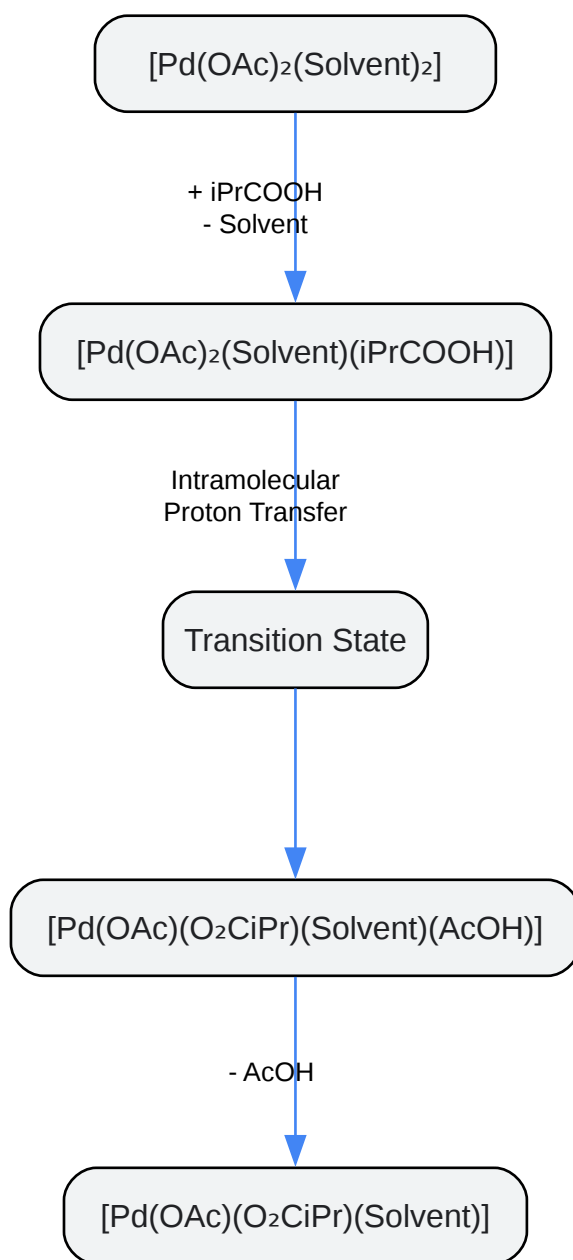 [Pd(OAc)₂(Solvent)₂]
+ iPrCOOH
- Solvent
[Pd(OAc)₂(Solvent)(iPrCOOH)]
Intramolecular
Proton Transfer
Transition State
[Pd(OAc)(O₂CiPr)(Solvent)(AcOH)]
- AcOH
[Pd(OAc)(O₂CiPr)(Solvent)]